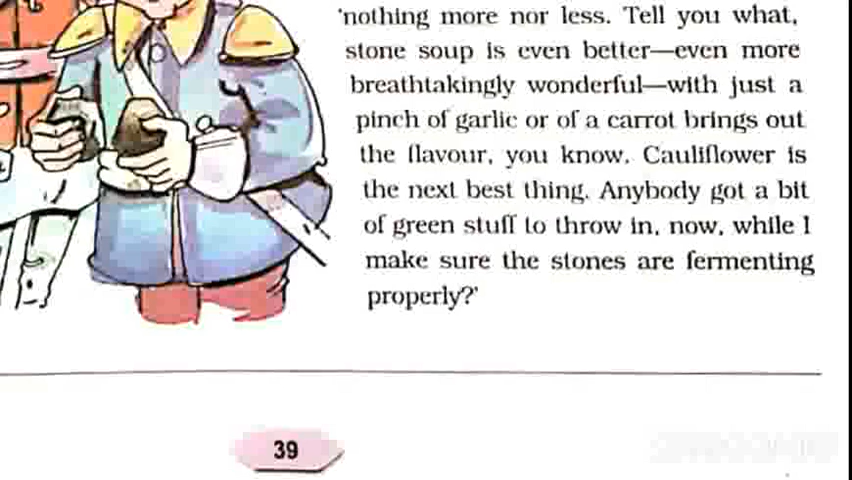 'nothing more nor less. Tell you what,
stone soup is even better—even more
breathtakingly wonderful—with just a
pinch of garlic or of a carrot brings out
the flavour, you know. Cauliflower is
the next best thing. Anybody got a bit
of green stuff to throw in, now, while I
make sure the stones are fermenting
properly?'
39